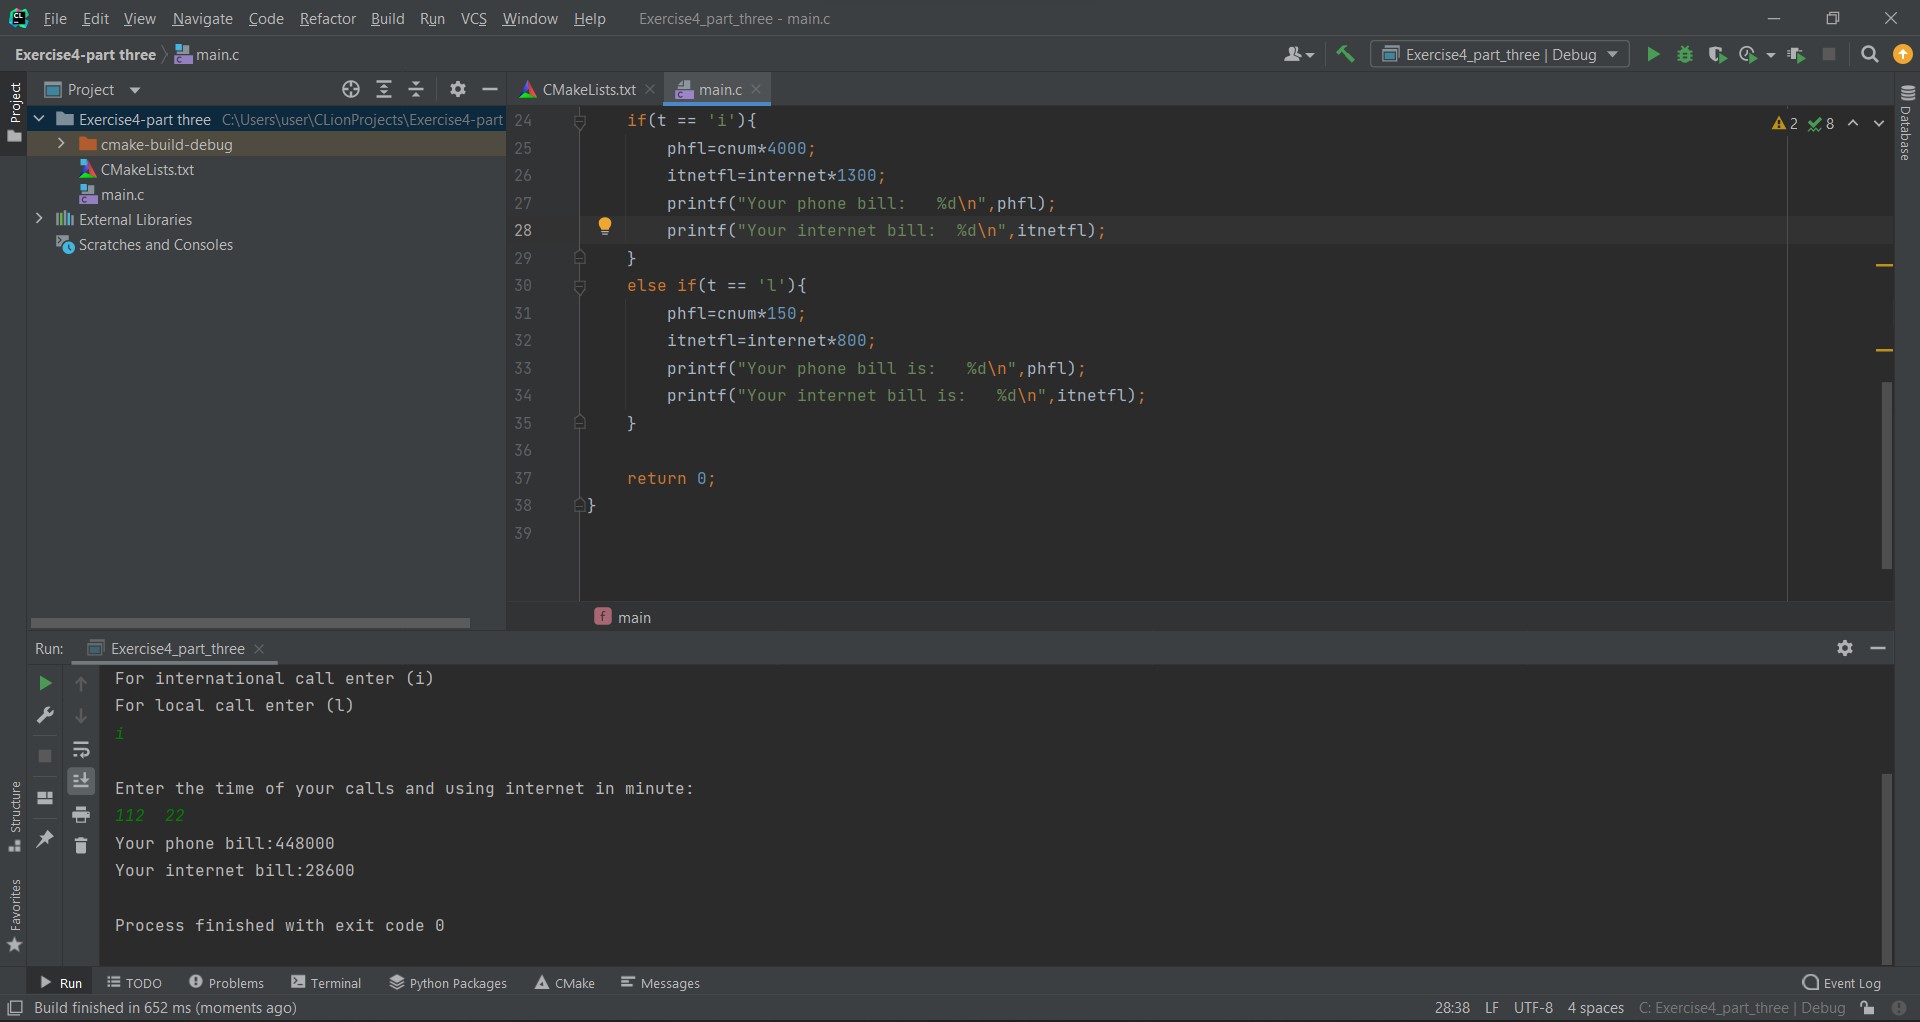 File Edit View Navigate Code Refactor Build Run VCS Window Help Exercise4_part_three - main.c
Exercise4-part three main.c Exercise4_part_three | Debug
Project CMakeLists.txt main.c
Project
Exercise4-part three C:\Users\user\CLionProjects\Exercise4-part
cmake-build-debug
CMakeLists.txt
main.c
External Libraries
Scratches and Consoles
24 if(t == 'i'){
25 phfl=cnum*4000;
26 itnetfl=internet*1300;
27 printf("Your phone bill:   %d\n",phfl);
28 printf("Your internet bill:  %d\n",itnetfl);
29 }
30 else if(t == 'l'){
31 phfl=cnum*150;
32 itnetfl=internet*800;
33 printf("Your phone bill is:   %d\n",phfl);
34 printf("Your internet bill is:   %d\n",itnetfl);
35 }
36
37 return 0;
38 }
39
2 8
Database
f main
Run: Exercise4_part_three
For international call enter (i)
For local call enter (l)
i
Enter the time of your calls and using internet in minute:
112  22
Your phone bill:448000
Your internet bill:28600
Process finished with exit code 0
Structure
Favorites
Run TODO Problems Terminal Python Packages CMake Messages Event Log
Build finished in 652 ms (moments ago) 28:38 LF UTF-8 4 spaces C: Exercise4_part_three | Debug